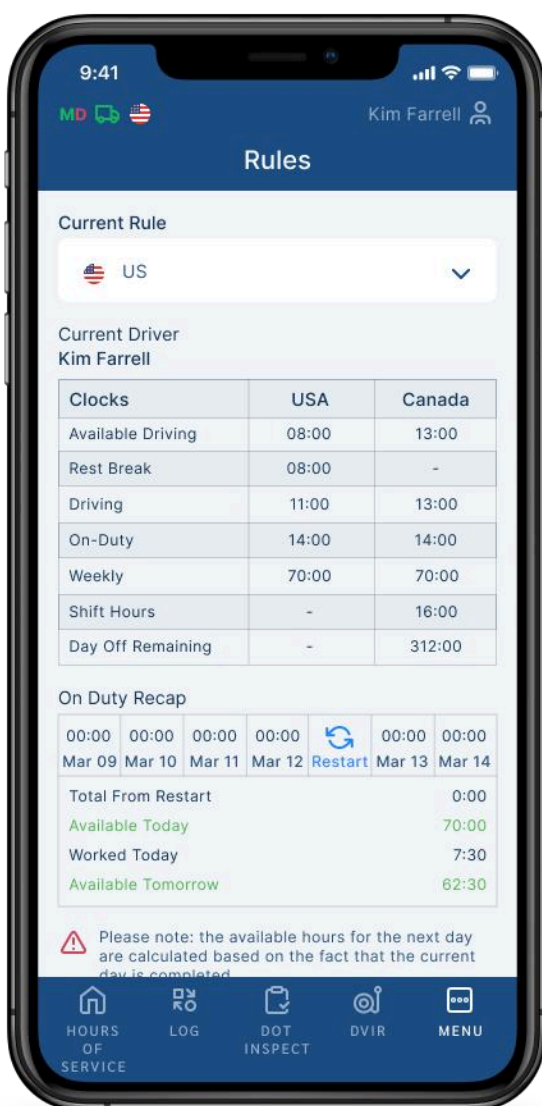 9:41
MD Kim Farrell
Rules
Current Rule
US
Current Driver
Kim Farrell
Clocks USA Canada
Available Driving 08:00 13:00
Rest Break 08:00 -
Driving 11:00 13:00
On-Duty 14:00 14:00
Weekly 70:00 70:00
Shift Hours - 16:00
Day Off Remaining - 312:00
On Duty Recap
00:00 00:00 00:00 00:00 00:00 00:00
Mar 09 Mar 10 Mar 11 Mar 12 Restart Mar 13 Mar 14
Total From Restart 0:00
Available Today 70:00
Worked Today 7:30
Available Tomorrow 62:30
Please note: the available hours for the next day
are calculated based on the fact that the current
day is completed
HOURS LOG DOT DVIR MENU
OF INSPECT
SERVICE